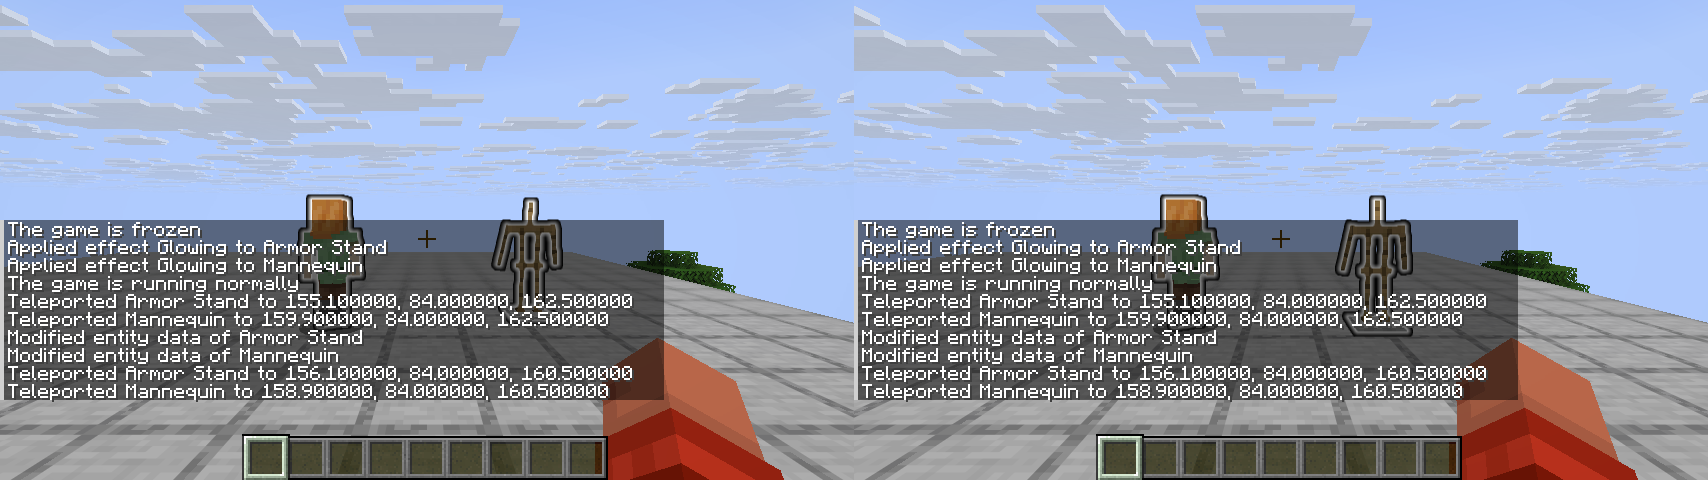 The game is frozen
Applied effect Glowing to Armor Stand
Applied effect Glowing to Mannequin
The game is running normally
Teleported Armor Stand to 155.100000, 84.000000, 162.500000
Teleported Mannequin to 159.900000, 84.000000, 162.500000
Modified entity data of Armor Stand
Modified entity data of Mannequin
Teleported Armor Stand to 156.100000, 84.000000, 160.500000
Teleported Mannequin to 158.900000, 84.000000, 160.500000
The game is frozen
Applied effect Glowing to Armor Stand
Applied effect Glowing to Mannequin
The game is running normally
Teleported Armor Stand to 155.100000, 84.000000, 162.500000
Teleported Mannequin to 159.900000, 84.000000, 162.500000
Modified entity data of Armor Stand
Modified entity data of Mannequin
Teleported Armor Stand to 156.100000, 84.000000, 160.500000
Teleported Mannequin to 158.900000, 84.000000, 160.500000